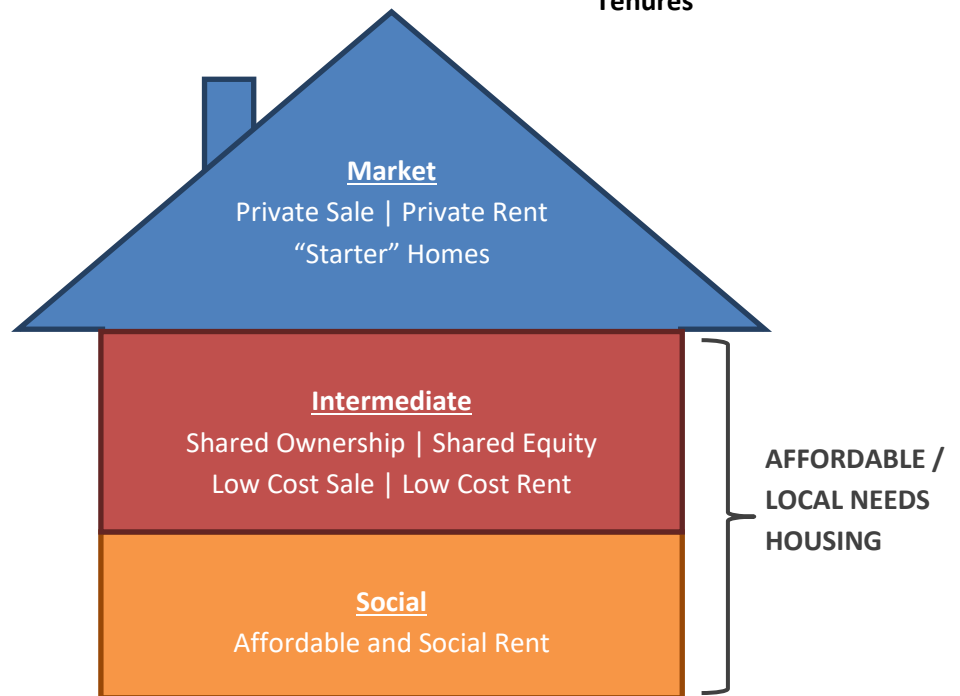 Tenures
Market
Private Sale | Private Rent
“Starter” Homes
Intermediate
Shared Ownership | Shared Equity
Low Cost Sale | Low Cost Rent
AFFORDABLE /
LOCAL NEEDS
HOUSING
Social
Affordable and Social Rent